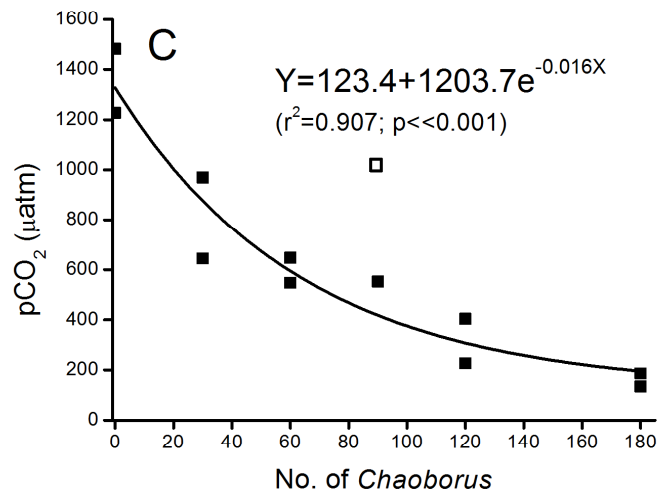 1600
1400
1200
1000
800
600
400
200
0
pCO₂ (μatm)
C
Y=123.4+1203.7e^-0.016X
(r²=0.907; p<<0.001)
0 20 40 60 80 100 120 140 160 180
No. of Chaoborus